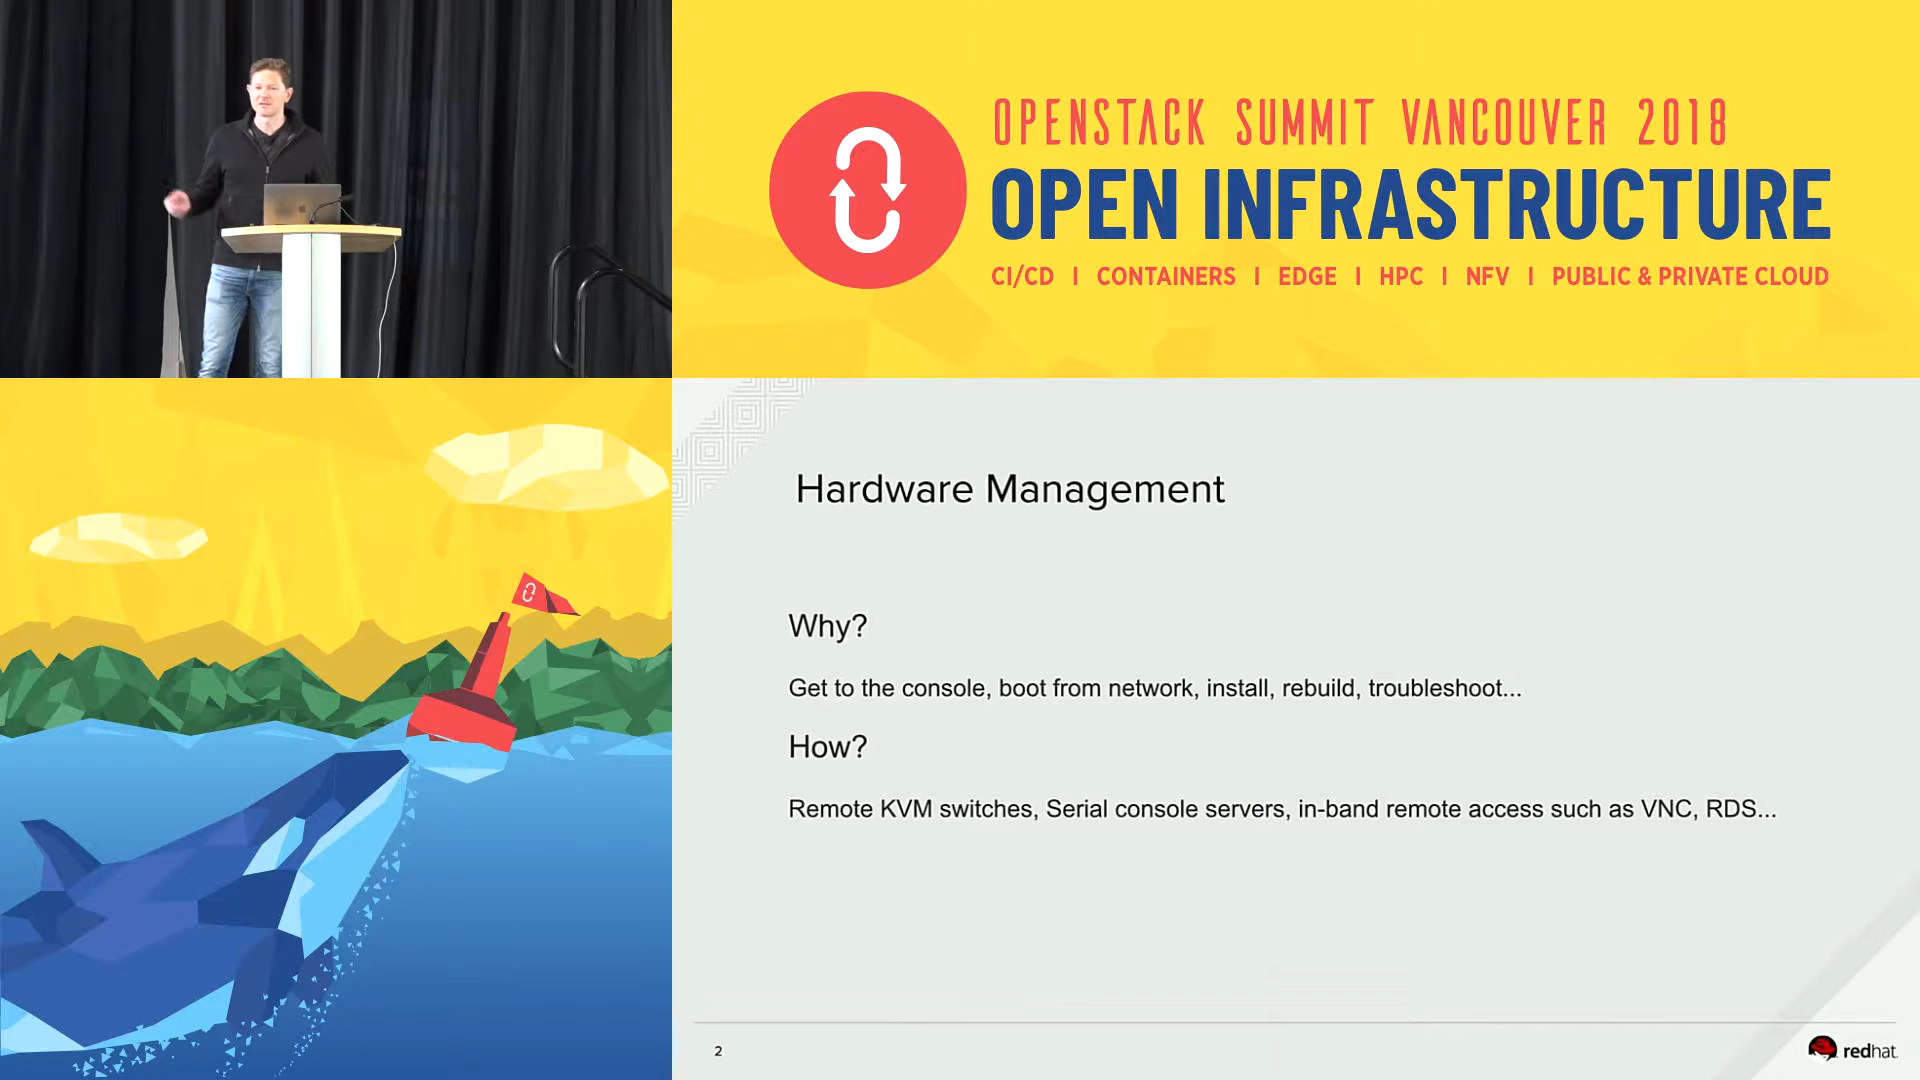 OPENSTACK SUMMIT VANCOUVER 2018
OPEN INFRASTRUCTURE
CI/CD | CONTAINERS | EDGE | HPC | NFV | PUBLIC & PRIVATE CLOUD
Hardware Management
Why?
Get to the console, boot from network, install, rebuild, troubleshoot...
How?
Remote KVM switches, Serial console servers, in-band remote access such as VNC, RDS...
2
redhat.